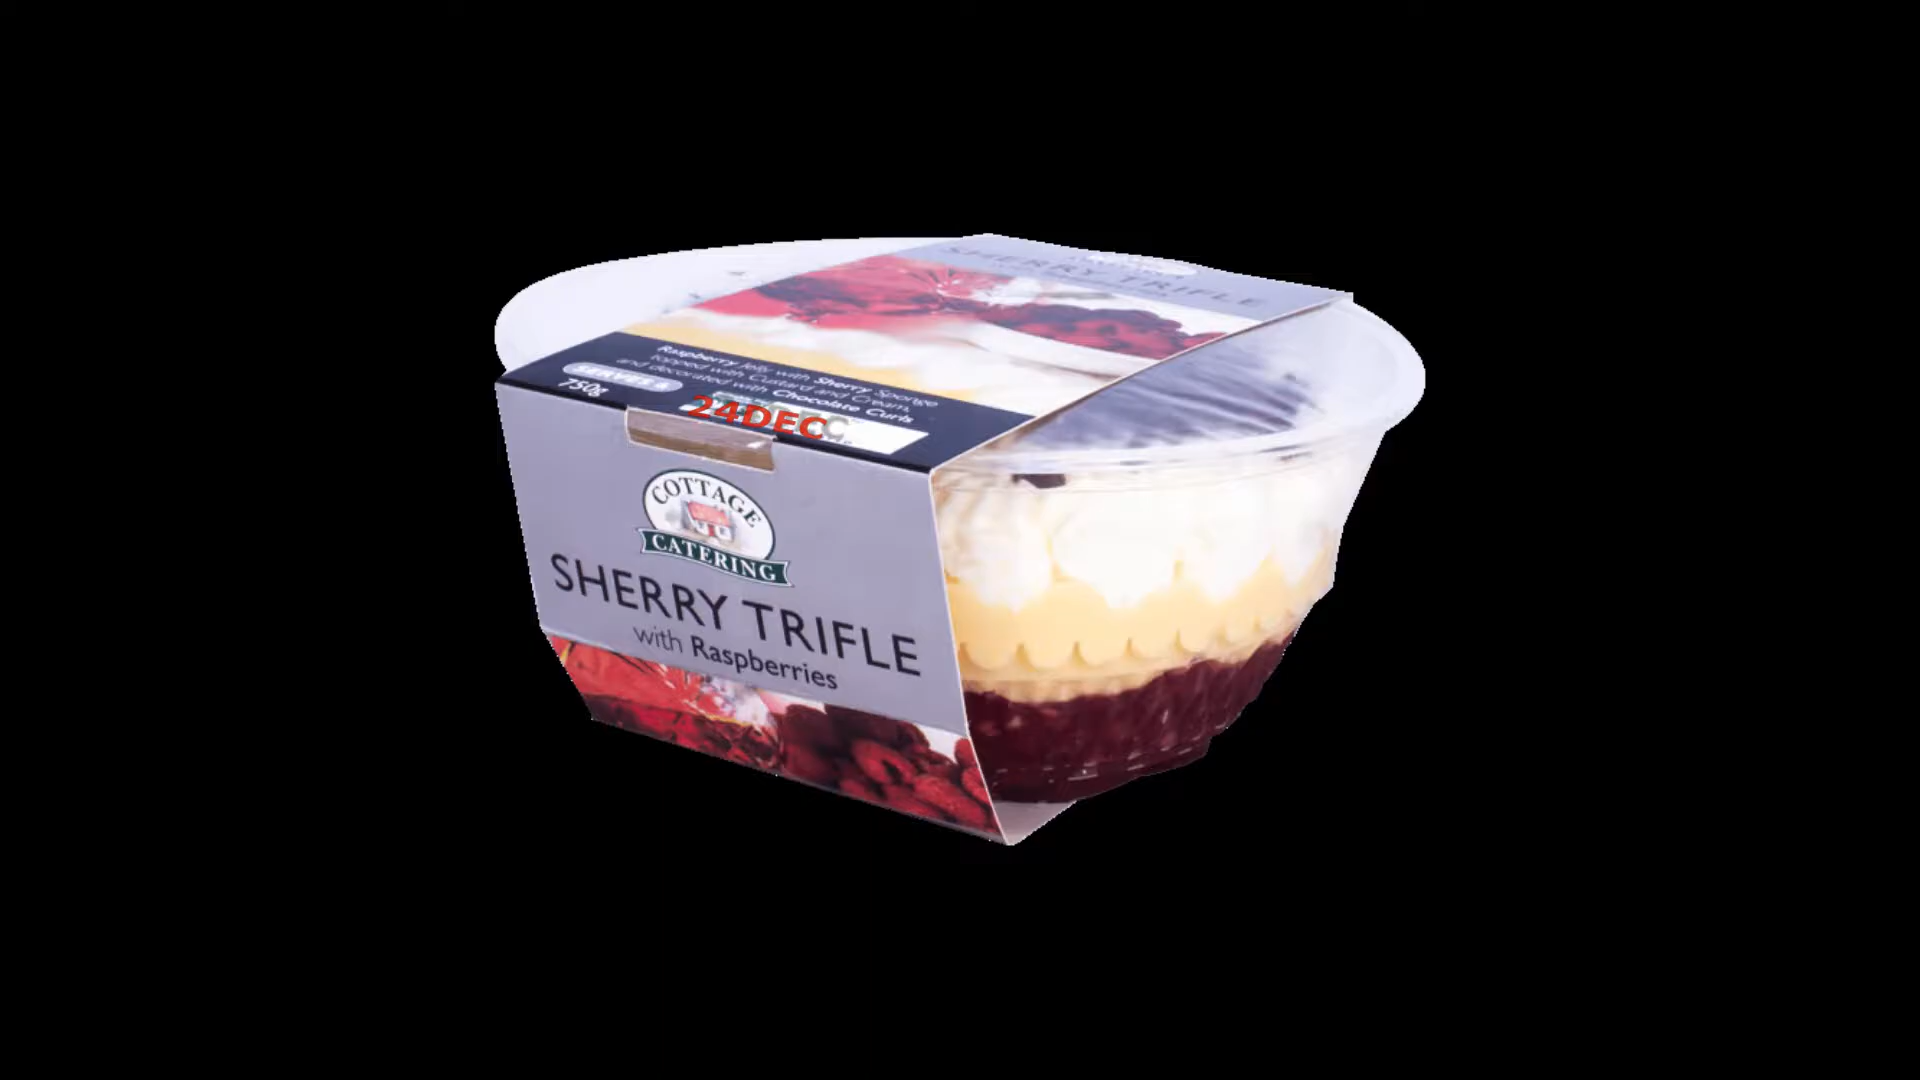 SHERRY TRIFLE
Raspberry Jelly with Sherry Sponge
topped with Custard and Cream,
and decorated with Chocolate Curls
SERVES 6
750g
24DEC
COTTAGE
CATERING
SHERRY TRIFLE
with Raspberries